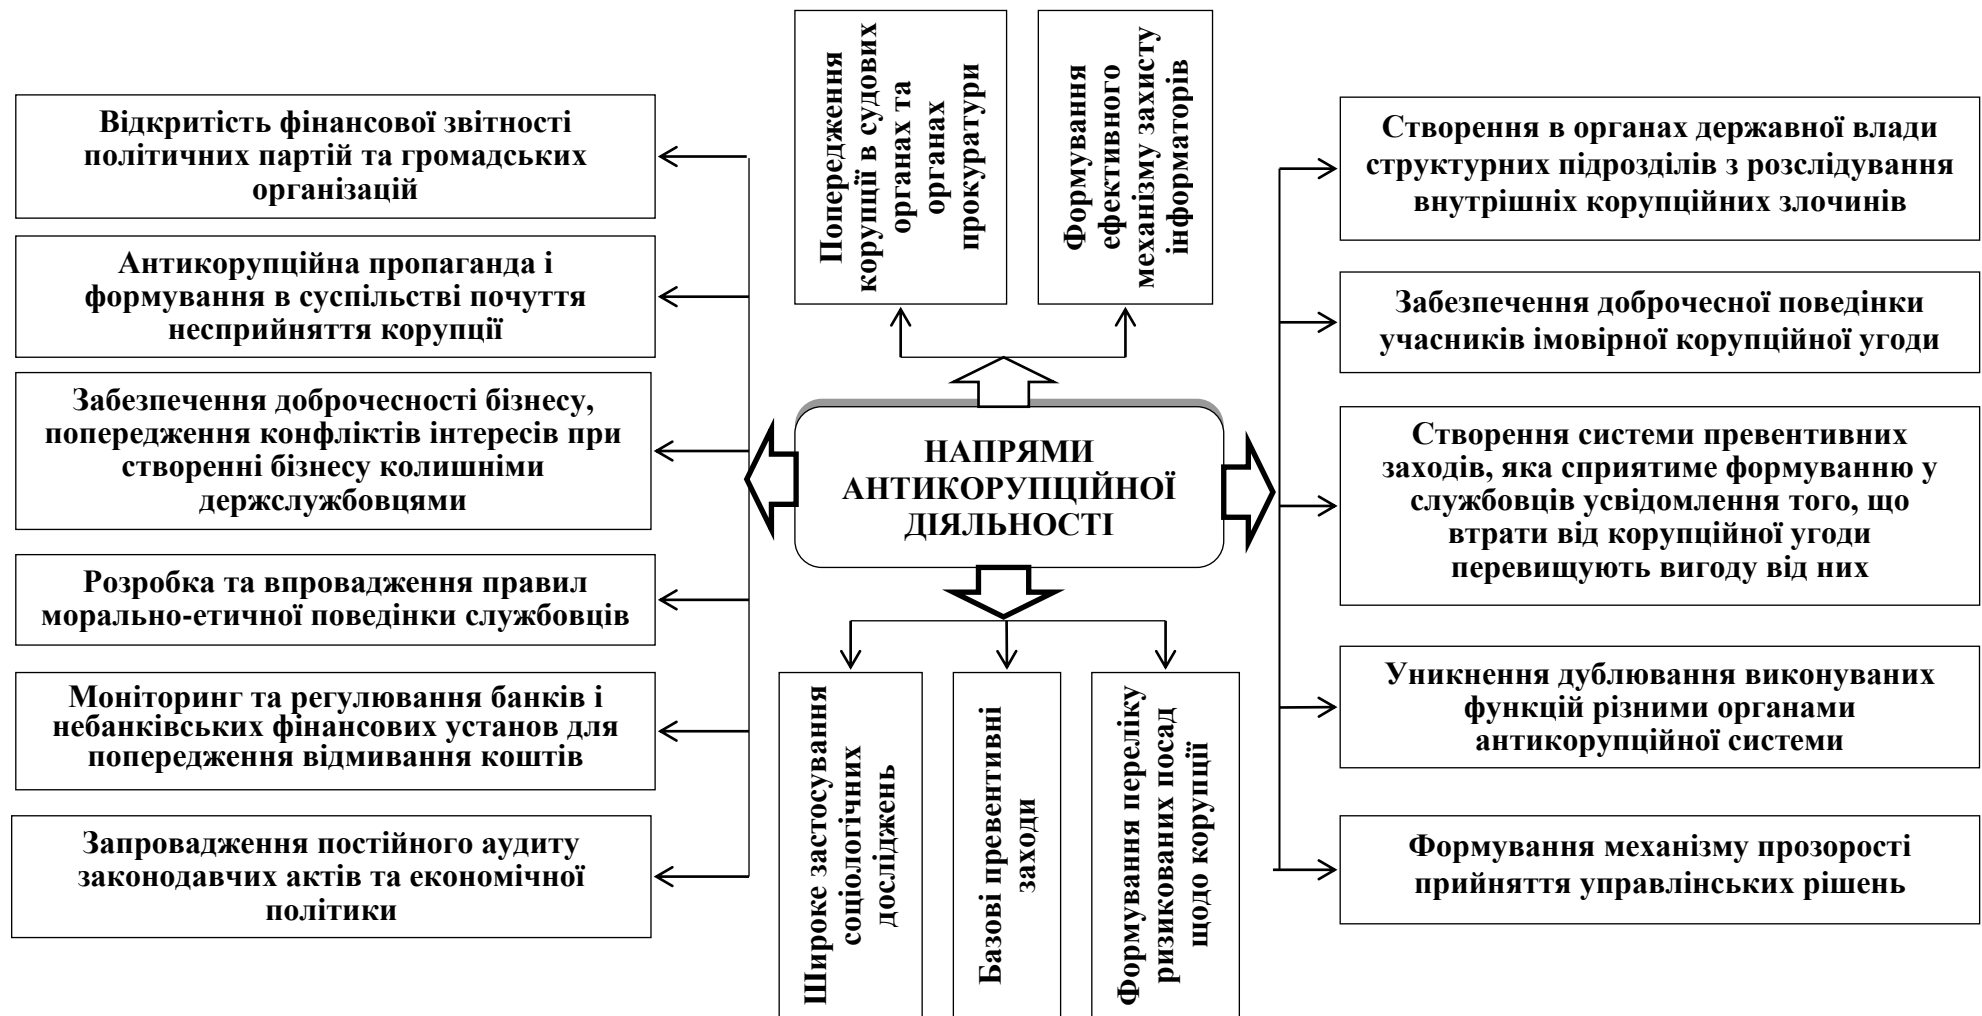 Попередження
корупції в судових
органах та
органах
прокуратури
Формування
ефективного
механізму захисту
інформаторів
Відкритість фінансової звітності
політичних партій та громадських
організацій
Антикорупційна пропаганда і
формування в суспільстві почуття
несприйняття корупції
Забезпечення доброчесності бізнесу,
попередження конфліктів інтересів при
створенні бізнесу колишніми
держслужбовцями
Розробка та впровадження правил
морально-етичної поведінки службовців
Моніторинг та регулювання банків і
небанківських фінансових установ для
попередження відмивання коштів
Запровадження постійного аудиту
законодавчих актів та економічної
політики
НАПРЯМИ
АНТИКОРУПЦІЙНОЇ
ДІЯЛЬНОСТІ
Створення в органах державної влади
структурних підрозділів з розслідування
внутрішніх корупційних злочинів
Забезпечення доброчесної поведінки
учасників імовірної корупційної угоди
Створення системи превентивних
заходів, яка сприятиме формуванню у
службовців усвідомлення того, що
втрати від корупційної угоди
перевищують вигоду від них
Уникнення дублювання виконуваних
функцій різними органами
антикорупційної системи
Формування механізму прозорості
прийняття управлінських рішень
Широке застосування
соціологічних
досліджень
Базові превентивні
заходи
Формування переліку
ризикованих посад
щодо корупції